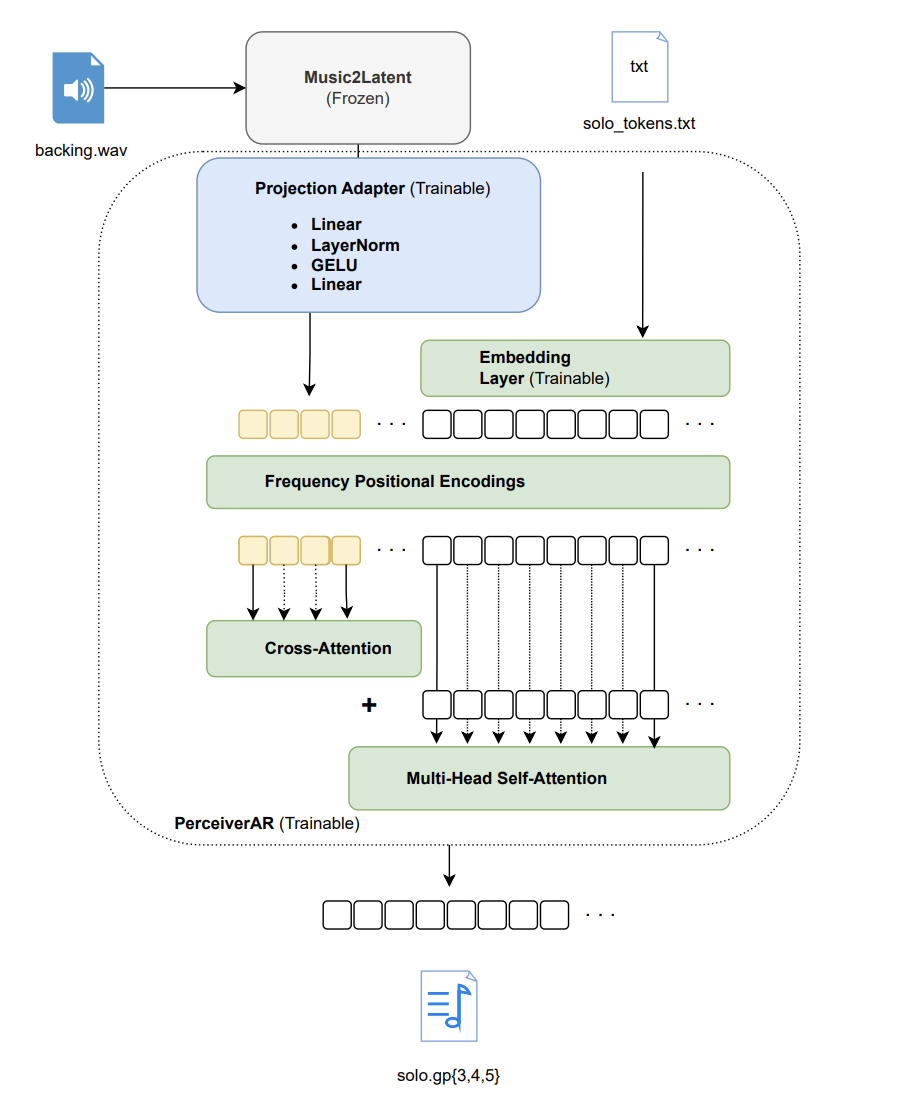 Music2Latent
(Frozen)
txt
backing.wav
solo_tokens.txt
Projection Adapter (Trainable)
• Linear
• LayerNorm
• GELU
• Linear
Embedding
Layer (Trainable)
. . .
. . .
Frequency Positional Encodings
. . .
. . .
Cross-Attention
+
. . .
Multi-Head Self-Attention
PerceiverAR (Trainable)
. . .
solo.gp{3,4,5}